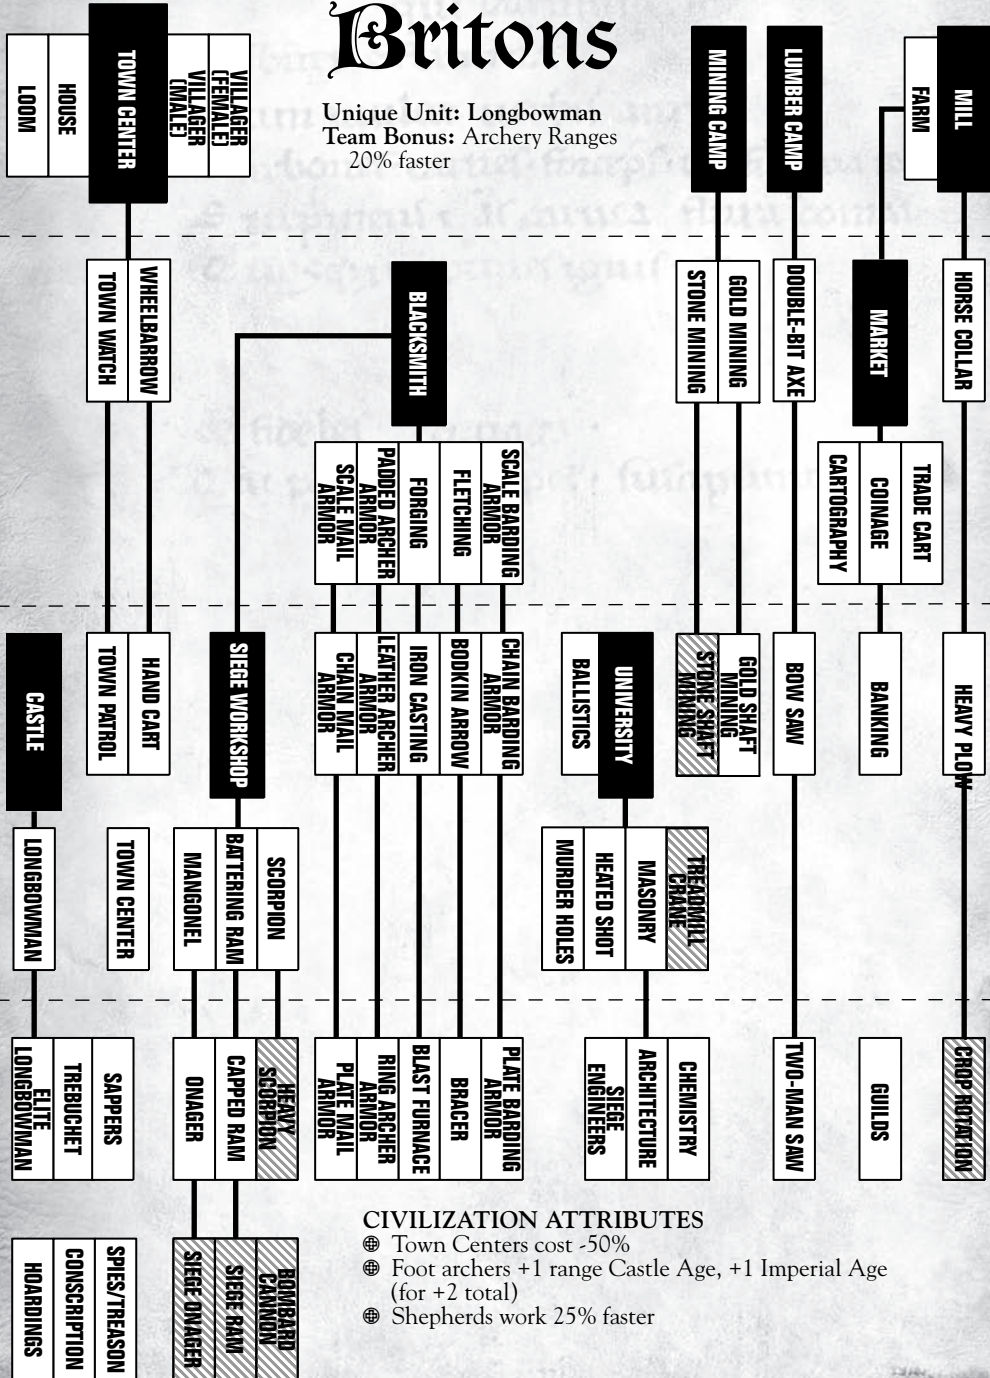 Britons
Unique Unit: Longbowman
Team Bonus: Archery Ranges
20% faster
TOWN CENTER
LOOM
HOUSE
VILLAGER
(MALE)
VILLAGER
(FEMALE)
MINING CAMP
LUMBER CAMP
FARM
MILL
TOWN WATCH
WHEELBARROW
BLACKSMITH
STONE MINING
GOLD MINING
DOUBLE-BIT AXE
MARKET
HORSE COLLAR
SCALE MAIL
ARMOR
PADDED ARCHER
ARMOR
FORGING
FLETCHING
SCALE BARDING
ARMOR
CARTOGRAPHY
COINAGE
TRADE CART
CASTLE
TOWN PATROL
HAND CART
SIEGE WORKSHOP
CHAIN MAIL
ARMOR
LEATHER ARCHER
ARMOR
IRON CASTING
BODKIN ARROW
CHAIN BARDING
ARMOR
BALLISTICS
UNIVERSITY
STONE SHAFT
MINING
GOLD SHAFT
MINING
BOW SAW
BANKING
HEAVY PLOW
LONGBOWMAN
TOWN CENTER
MANGONEL
BATTERING RAM
SCORPION
MURDER HOLES
HEATED SHOT
MASONRY
TREADMILL
CRANE
ELITE
LONGBOWMAN
TREBUCHET
SAPPERS
ONAGER
CAPPED RAM
HEAVY
SCORPION
PLATE MAIL
ARMOR
RING ARCHER
ARMOR
BLAST FURNACE
BRACER
PLATE BARDING
ARMOR
SIEGE
ENGINEERS
ARCHITECTURE
CHEMISTRY
TWO-MAN SAW
GUILDS
CROP ROTATION
HOARDINGS
CONSCRIPTION
SPIES/TREASON
SIEGE ONAGER
SIEGE RAM
BOMBARD
CANNON
CIVILIZATION ATTRIBUTES
Town Centers cost -50%
Foot archers +1 range Castle Age, +1 Imperial Age
(for +2 total)
Shepherds work 25% faster